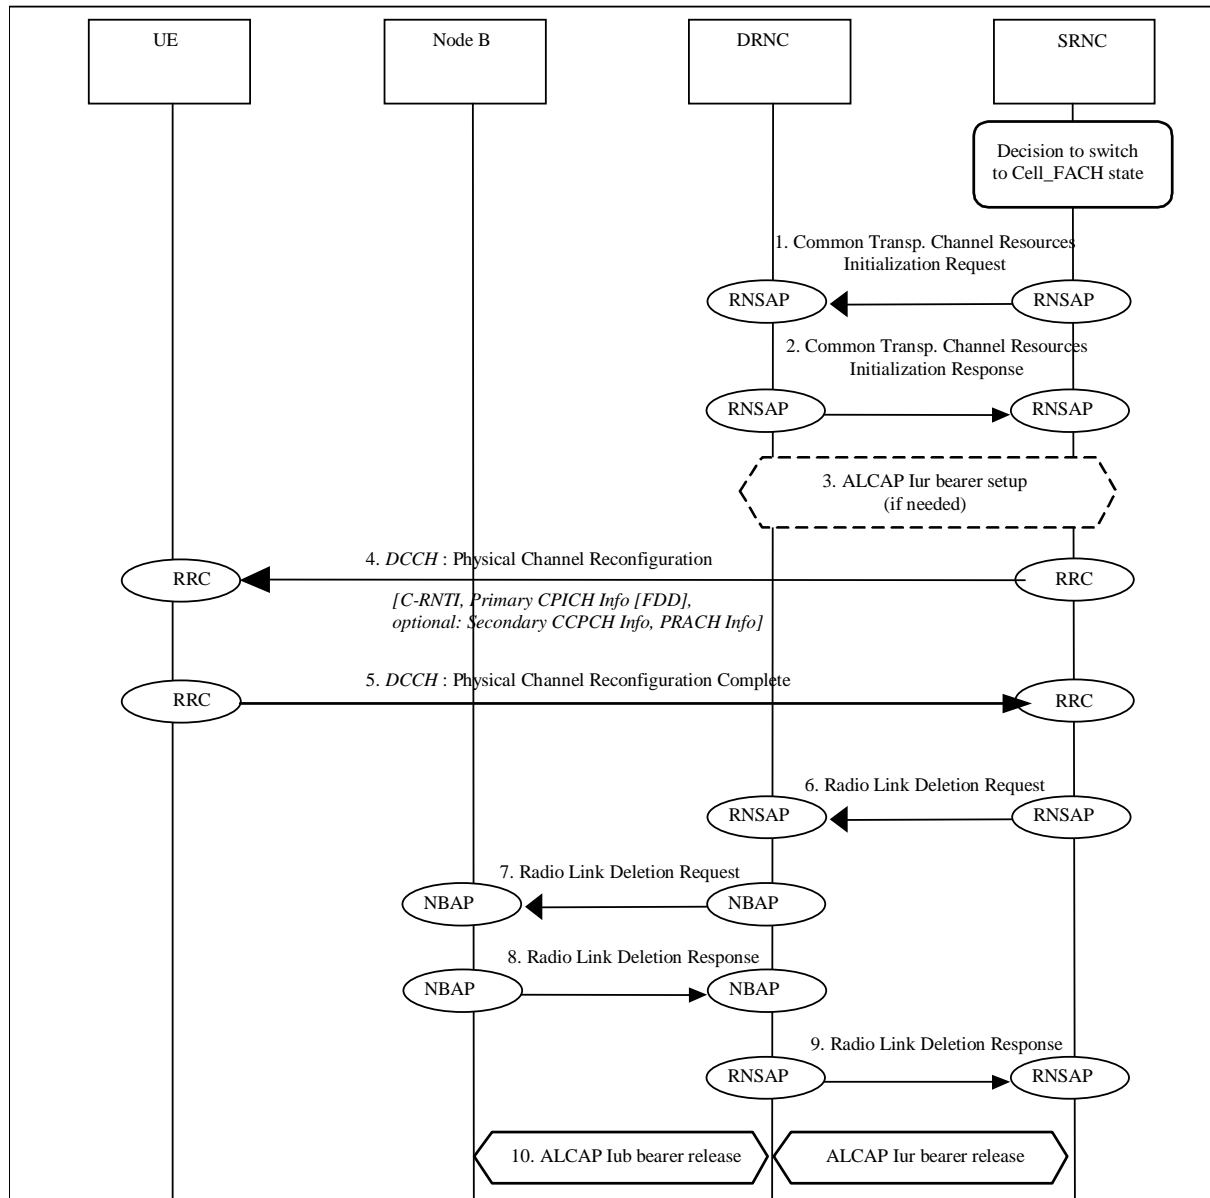 UE
Node B
DRNC
SRNC
Decision to switch
to Cell_FACH state
1. Common Transp. Channel Resources
Initialization Request
RNSAP
RNSAP
2. Common Transp. Channel Resources
Initialization Response
RNSAP
RNSAP
3. ALCAP Iur bearer setup
(if needed)
4. DCCH : Physical Channel Reconfiguration
RRC
RRC
[C-RNTI, Primary CPICH Info [FDD],
optional: Secondary CCPCH Info, PRACH Info]
5. DCCH : Physical Channel Reconfiguration Complete
RRC
RRC
6. Radio Link Deletion Request
RNSAP
RNSAP
7. Radio Link Deletion Request
NBAP
NBAP
8. Radio Link Deletion Response
NBAP
NBAP
9. Radio Link Deletion Response
RNSAP
RNSAP
10. ALCAP Iub bearer release
ALCAP Iur bearer release